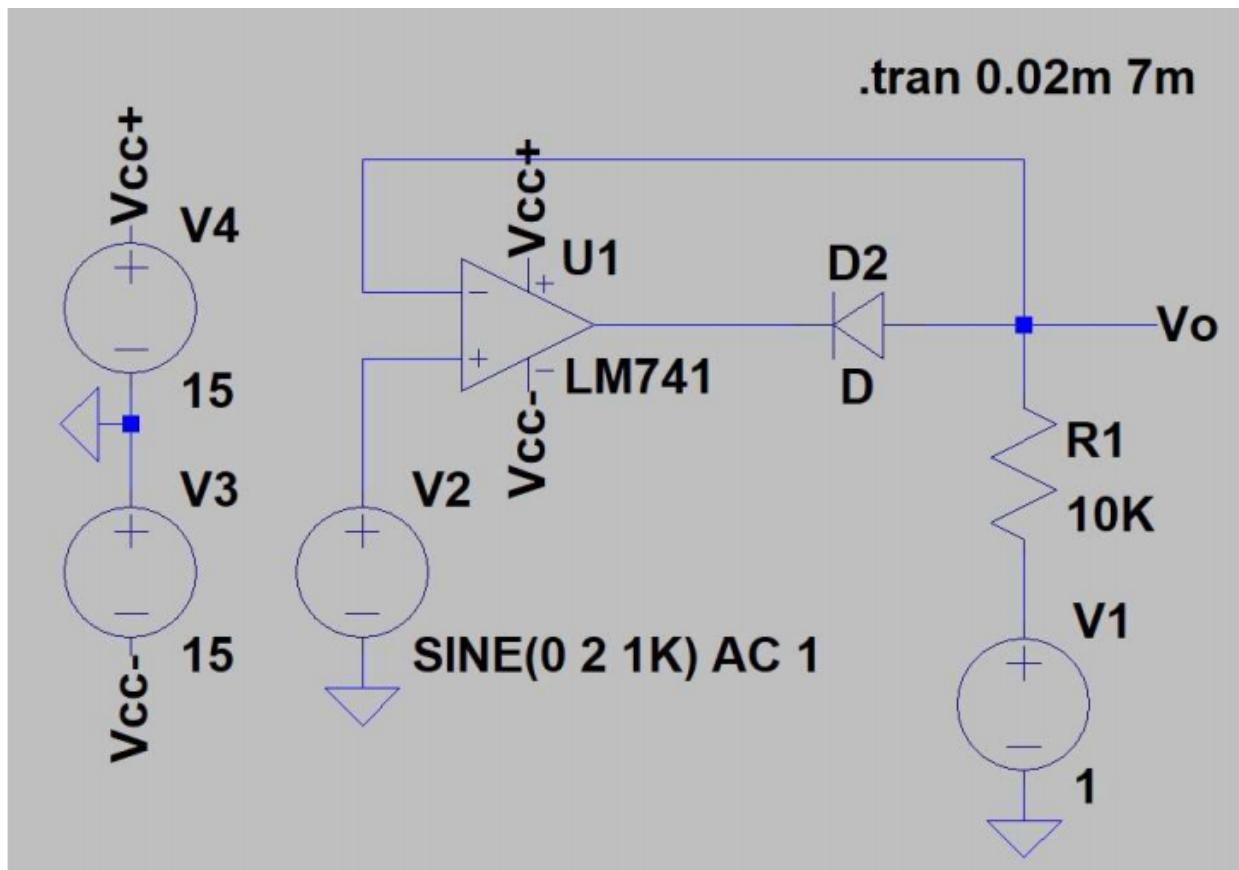 .tran 0.02m 7m
Vcc+
V4
15
V3
15
Vcc-
Vcc+
U1
LM741
Vcc-
V2
SINE(0 2 1K) AC 1
D2
D
Vo
R1
10K
V1
1